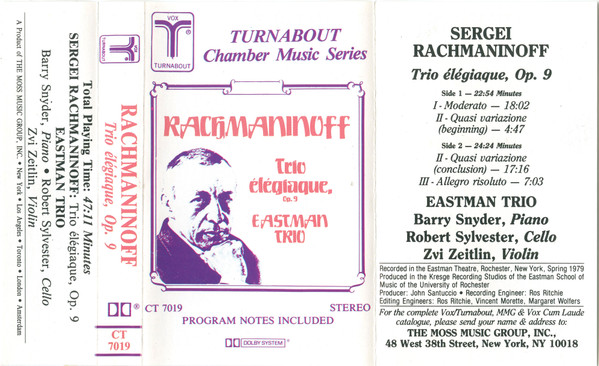 A Product of THE MOSS MUSIC GROUP, INC. • New York • Los Angeles • Toronto • London • Amsterdam
Total Playing Time: 47:11 Minutes
SERGEI RACHMANINOFF: Trio élégiaque, Op. 9
EASTMAN TRIO
Barry Snyder, Piano • Robert Sylvester, Cello
Zvi Zeitlin, Violin
VOX
TURNABOUT
RACHMANINOFF
Trio élégiaque, Op. 9
DO
CT
7019
VOX
®
TURNABOUT
TURNABOUT
Chamber Music Series
RACHMANINOFF
Trio
élégiaque,
Op. 9
EASTMAN
TRIO
CT 7019
STEREO
PROGRAM NOTES INCLUDED
DOLBY SYSTEM ®
SERGEI
RACHMANINOFF
Trio élégiaque, Op. 9
Side 1 — 22:54 Minutes
I - Moderato — 18:02
II - Quasi variazione
(beginning) — 4:47
Side 2 — 24:24 Minutes
II - Quasi variazione
(conclusion) — 17:16
III - Allegro risoluto — 7:03
EASTMAN TRIO
Barry Snyder, Piano
Robert Sylvester, Cello
Zvi Zeitlin, Violin
Recorded in the Eastman Theatre, Rochester, New York, Spring 1979
Produced in the Kresge Recording Studios of the Eastman School of
Music of the University of Rochester
Producer: John Santuccio • Recording Engineer: Ros Ritchie
Editing Engineers: Ros Ritchie, Vincent Morette, Margaret Wolfers
For the complete Vox/Turnabout, MMG & Vox Cum Laude
catalogue, please send your name & address to:
THE MOSS MUSIC GROUP, INC.,
48 West 38th Street, New York, NY 10018